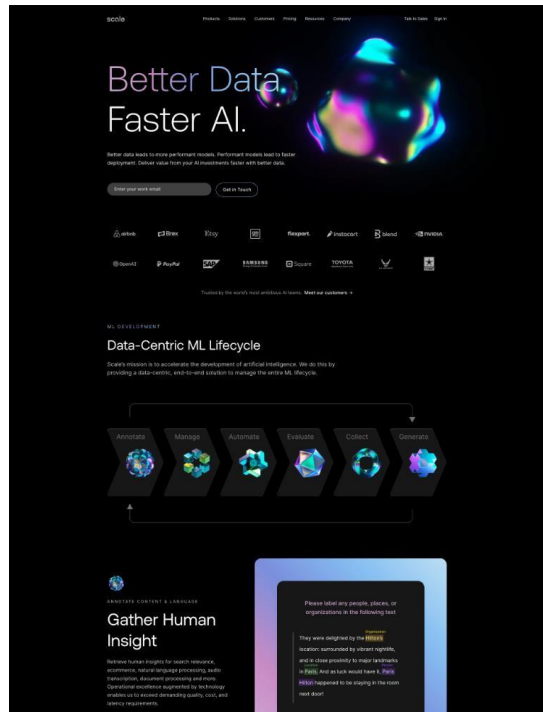 scale
Products Solutions Customers Pricing Resources Company Talk to Sales Sign In
Better Data
Faster AI.
Better data leads to more performant models. Performant models lead to faster
deployment. Deliver value from your AI investments faster with better data.
Enter your work email Get in Touch
airbnb Brex Etsy gm flexport. instacart blend NVIDIA
OpenAI PayPal SAP SAMSUNG Square TOYOTA
Trusted by the world's most ambitious AI teams. Meet our customers →
ML DEVELOPMENT
Data-Centric ML Lifecycle
Scale's mission is to accelerate the development of artificial intelligence. We do this by
providing a data-centric, end-to-end solution to manage the entire ML lifecycle.
Annotate Manage Automate Evaluate Collect Generate
ANNOTATE CONTENT & LANGUAGE
Gather Human
Insight
Retrieve human insights for search relevance,
ecommerce, natural language processing, audio
transcription, document processing and more.
Operational excellence augmented by technology
enables us to exceed demanding quality, cost, and
latency requirements.
Please label any people, places, or
organizations in the following text
Organization
They were delighted by the Hilton's
location: surrounded by vibrant nightlife,
and in close proximity to major landmarks
in Paris. And as luck would have it, Paris
Hilton happened to be staying in the room
next door!